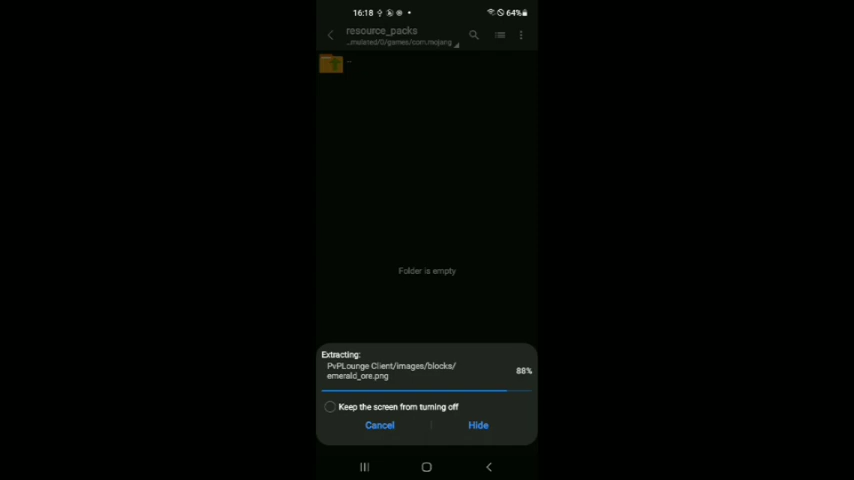 16:18
64%
resource_packs
_mulated/0/games/com.mojang
..
Folder is empty
Extracting:
PvPLounge Client/images/blocks/
emerald_ore.png
88%
Keep the screen from turning off
Cancel
Hide